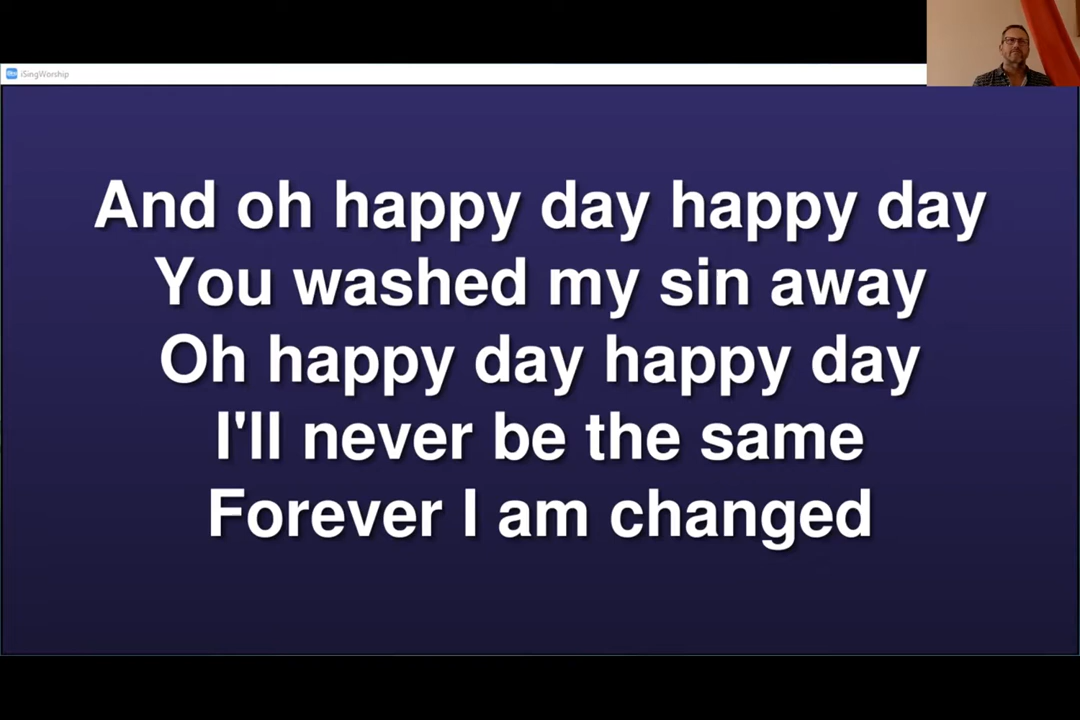 iSingWorship
And oh happy day happy day
You washed my sin away
Oh happy day happy day
I'll never be the same
Forever I am changed